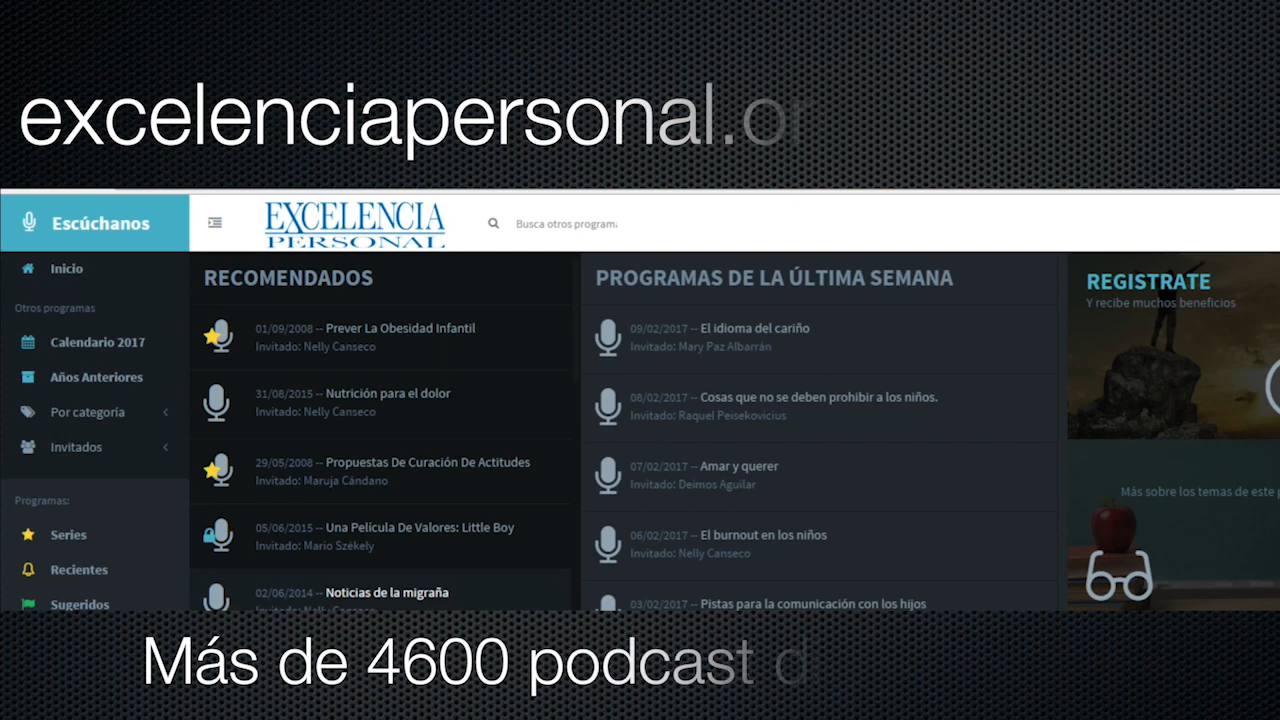 excelenciapersonal.o
Escúchanos
EXCELENCIA
PERSONAL
Busca otros programa
Inicio
Otros programas
Calendario 2017
Años Anteriores
Por categoría
Invitados
Programas:
Series
Recientes
Sugeridos
RECOMENDADOS
01/09/2008 -- Prever La Obesidad Infantil
Invitado: Nelly Canseco
31/08/2015 -- Nutrición para el dolor
Invitado: Nelly Canseco
29/05/2008 -- Propuestas De Curación De Actitudes
Invitado: Maruja Cándano
05/06/2015 -- Una Película De Valores: Little Boy
Invitado: Mario Székely
02/06/2014 -- Noticias de la migraña
Invitado: Nelly Canseco
PROGRAMAS DE LA ÚLTIMA SEMANA
09/02/2017 -- El idioma del cariño
Invitado: Mary Paz Albarrán
08/02/2017 -- Cosas que no se deben prohibir a los niños.
Invitado: Raquel Peisekovicius
07/02/2017 -- Amar y querer
Invitado: Deimos Aguilar
06/02/2017 -- El burnout en los niños
Invitado: Nelly Canseco
03/02/2017 -- Pistas para la comunicación con los hijos
REGISTRATE
Y recibe muchos beneficios
Más sobre los temas de este
Más de 4600 podcast d